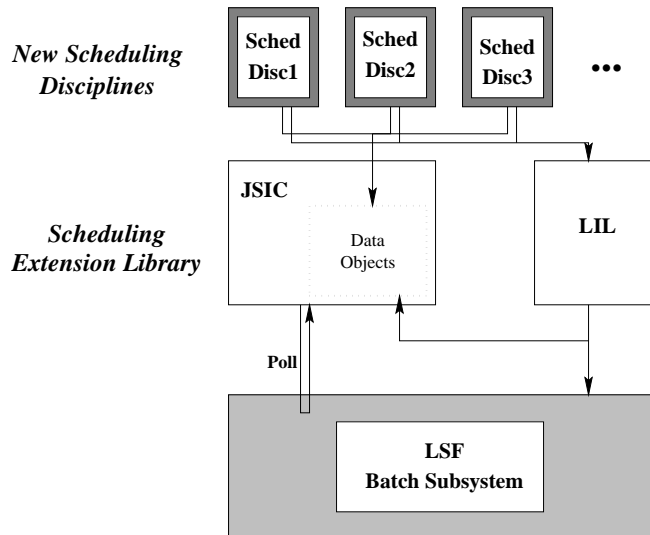 New Scheduling
Disciplines
Sched
Disc1
Sched
Disc2
Sched
Disc3
...
Scheduling
Extension Library
JSIC
Data
Objects
LIL
Poll
LSF
Batch Subsystem